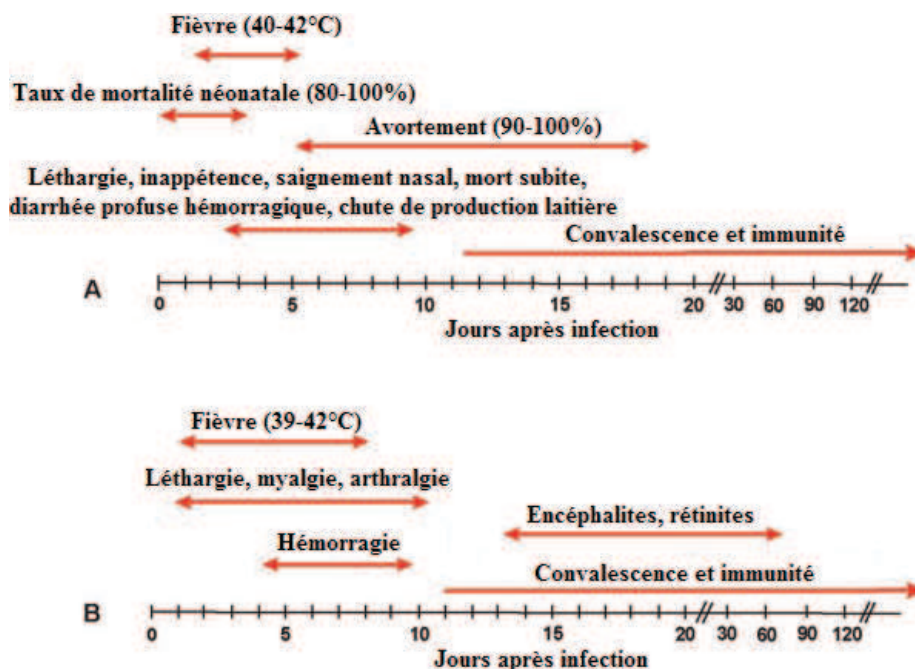 Fièvre (40-42°C)
Taux de mortalité néonatale (80-100%)
Avortement (90-100%)
Léthargie, inappétence, saignement nasal, mort subite,
diarrhée profuse hémorragique, chute de production laitière
Convalescence et immunité
A
0 5 10 15 20 30 60 90 120
Jours après infection
Fièvre (39-42°C)
Léthargie, myalgie, arthralgie
Encéphalites, rétinites
Hémorragie
Convalescence et immunité
B
0 5 10 15 20 30 60 90 120
Jours après infection